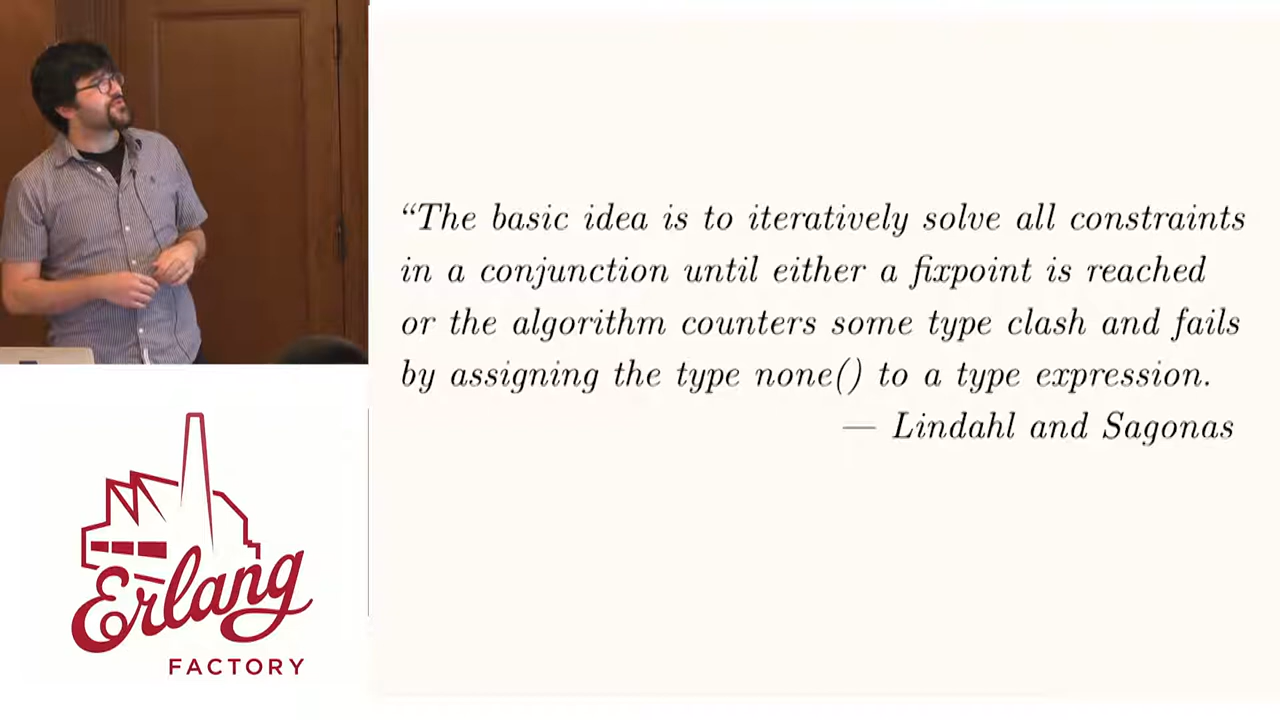 “The basic idea is to iteratively solve all constraints
in a conjunction until either a fixpoint is reached
or the algorithm counters some type clash and fails
by assigning the type none() to a type expression.
— Lindahl and Sagonas
Erlang
FACTORY